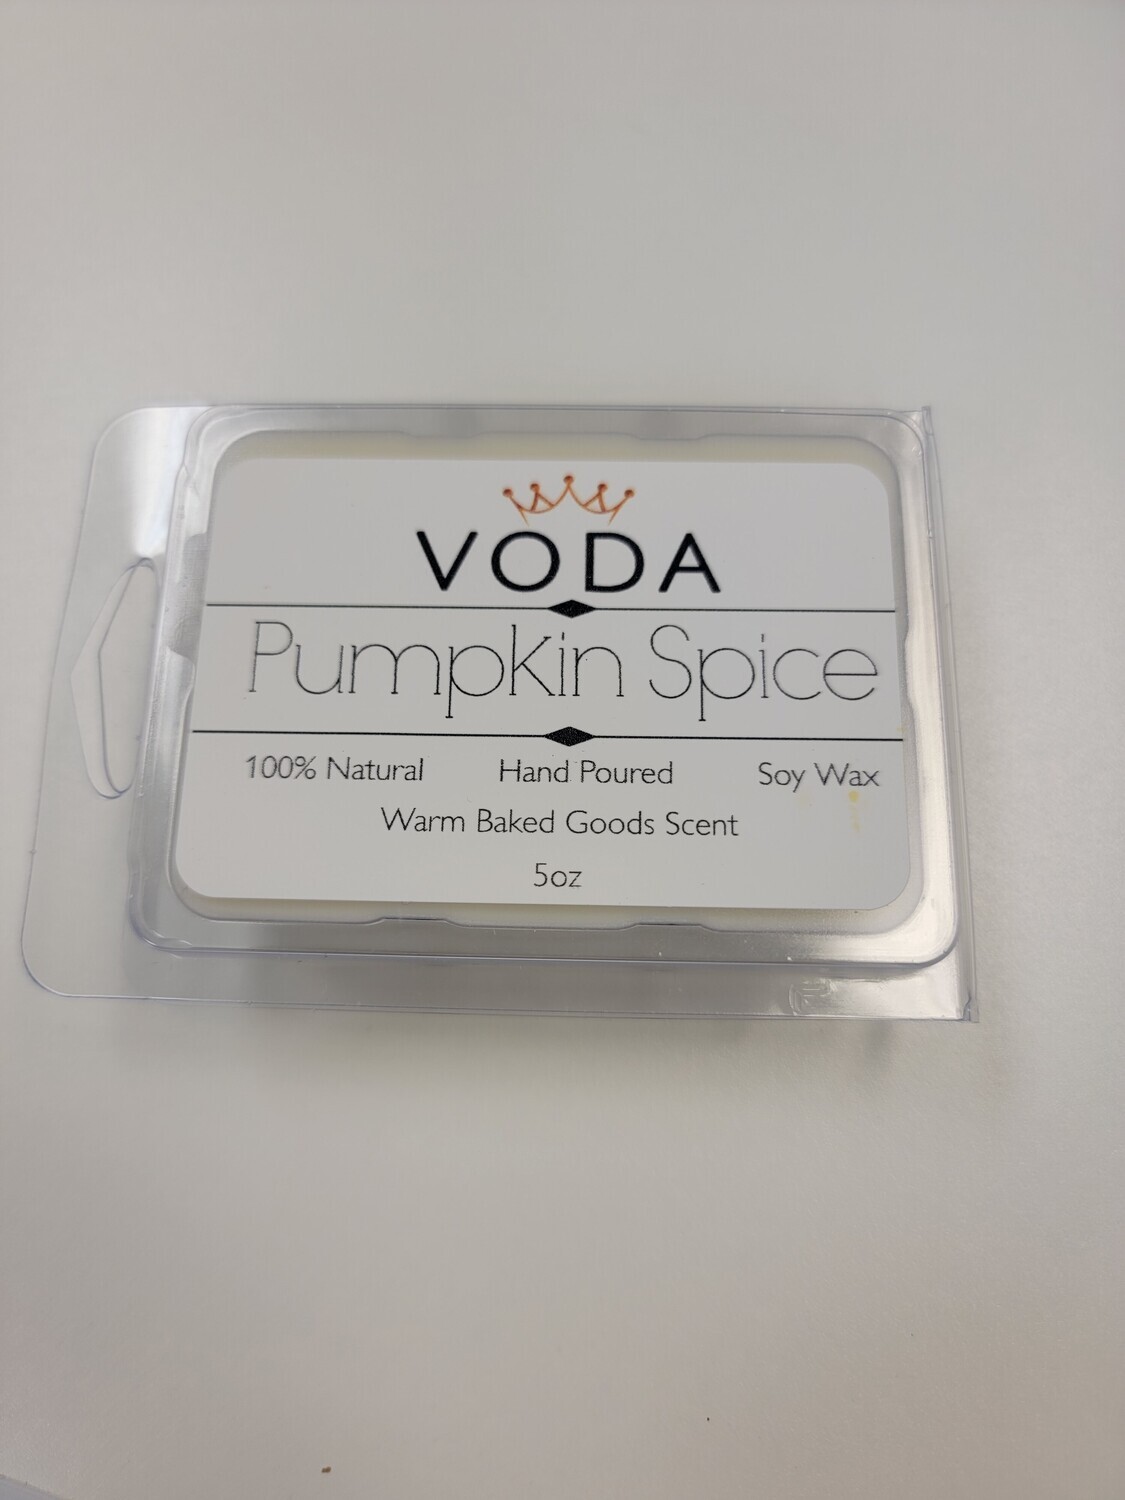 VODA
Pumpkin Spice
100% Natural Hand Poured Soy Wax
Warm Baked Goods Scent
5oz